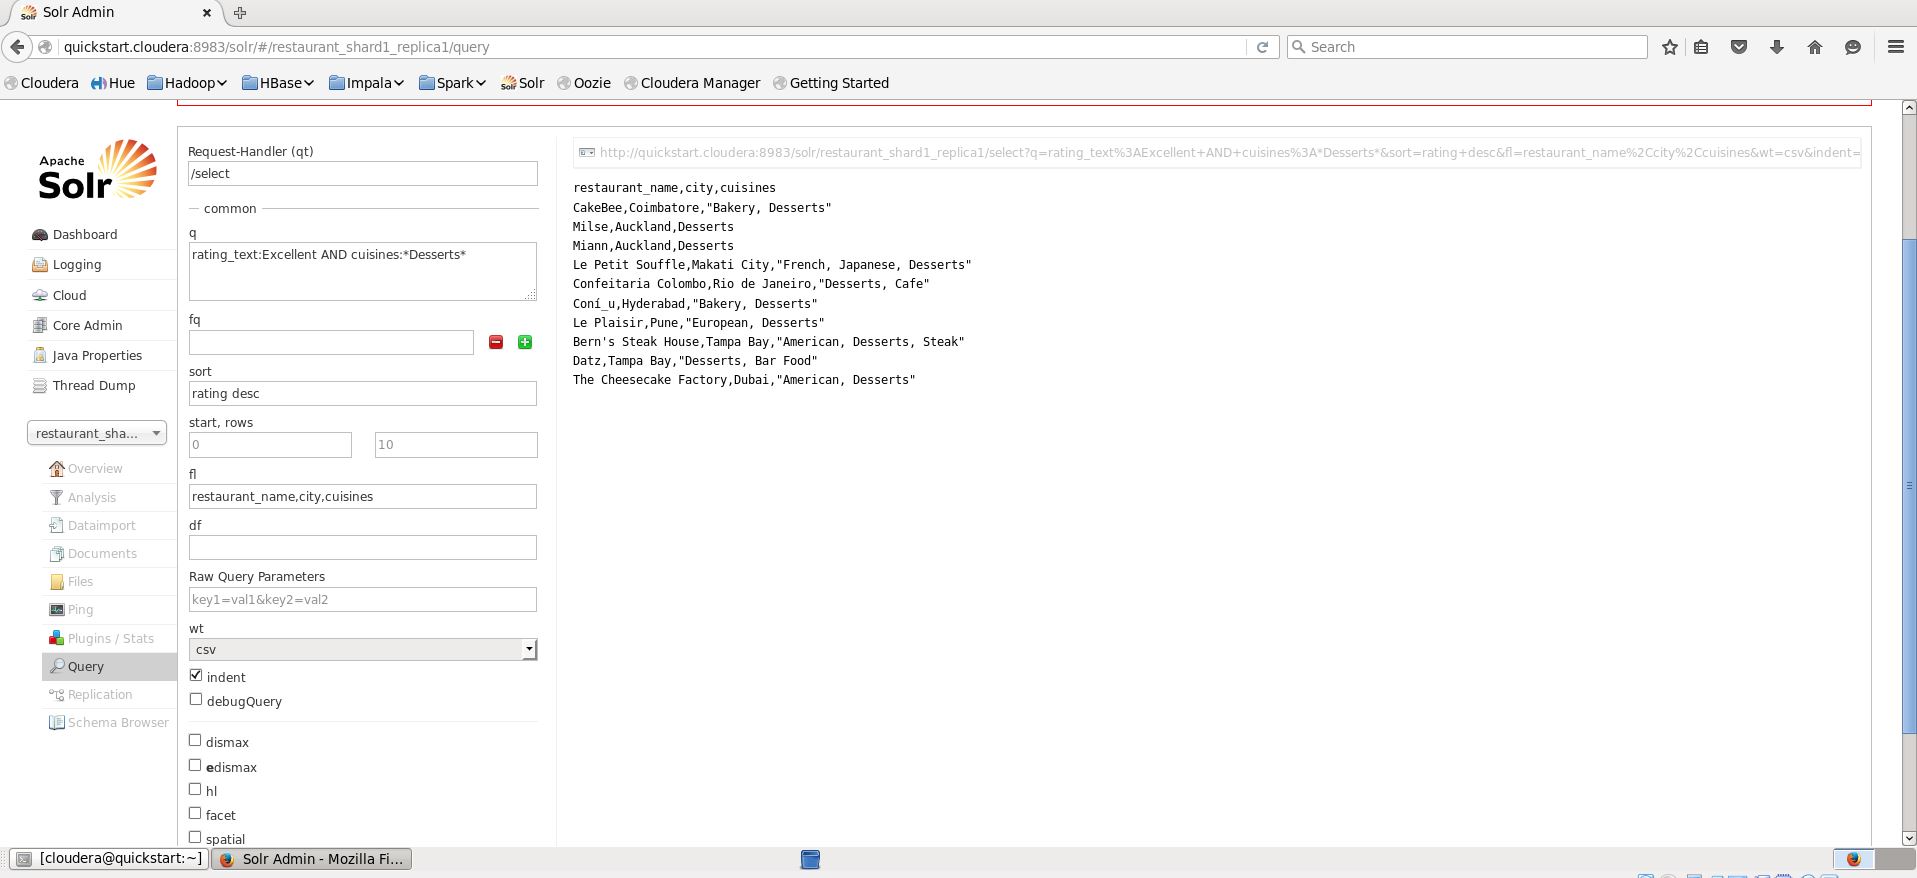 Solr Admin
quickstart.cloudera:8983/solr/#/restaurant_shard1_replica1/query
Search
Cloudera Hue Hadoop HBase Impala Spark Solr Oozie Cloudera Manager Getting Started
Apache
Solr
Dashboard
Logging
Cloud
Core Admin
Java Properties
Thread Dump
restaurant_sha...
Overview
Analysis
Dataimport
Documents
Files
Ping
Plugins / Stats
Query
Replication
Schema Browser
Request-Handler (qt)
/select
common
q
rating_text:Excellent AND cuisines:*Desserts*
fq
sort
rating desc
start, rows
0 10
fl
restaurant_name,city,cuisines
df
Raw Query Parameters
key1=val1&key2=val2
wt
csv
indent
debugQuery
dismax
edismax
hl
facet
spatial
http://quickstart.cloudera:8983/solr/restaurant_shard1_replica1/select?q=rating_text%3AExcellent+AND+cuisines%3A*Desserts*&sort=rating+desc&fl=restaurant_name%2Ccity%2Ccuisines&wt=csv&indent=
restaurant_name,city,cuisines
CakeBee,Coimbatore,"Bakery, Desserts"
Milse,Auckland,Desserts
Miann,Auckland,Desserts
Le Petit Souffle,Makati City,"French, Japanese, Desserts"
Confeitaria Colombo,Rio de Janeiro,"Desserts, Cafe"
Coní_u,Hyderabad,"Bakery, Desserts"
Le Plaisir,Pune,"European, Desserts"
Bern's Steak House,Tampa Bay,"American, Desserts, Steak"
Datz,Tampa Bay,"Desserts, Bar Food"
The Cheesecake Factory,Dubai,"American, Desserts"
[cloudera@quickstart:~] Solr Admin - Mozilla Fi...